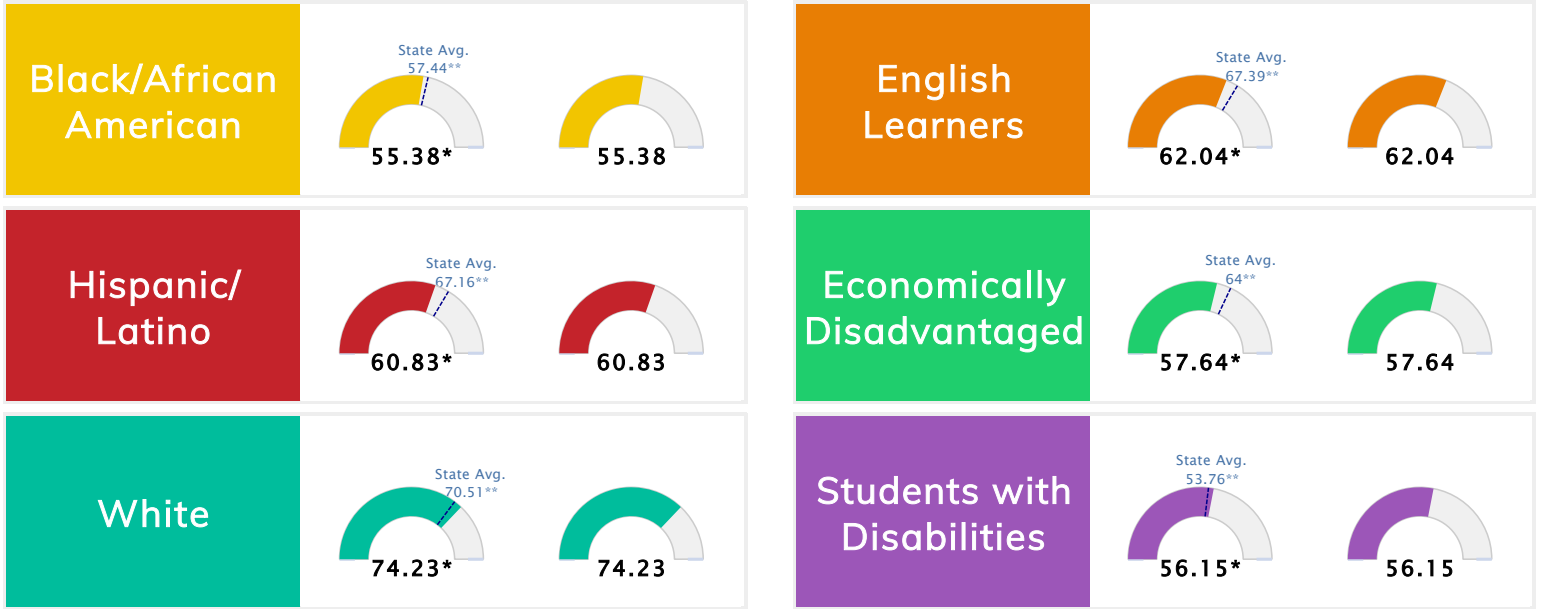 Black/African
American
State Avg.
57.44**
55.38*
55.38
English
Learners
State Avg.
67.39**
62.04*
62.04
Hispanic/
Latino
State Avg.
67.16**
60.83*
60.83
Economically
Disadvantaged
State Avg.
64**
57.64*
57.64
White
State Avg.
70.51**
74.23*
74.23
Students with
Disabilities
State Avg.
53.76**
56.15*
56.15